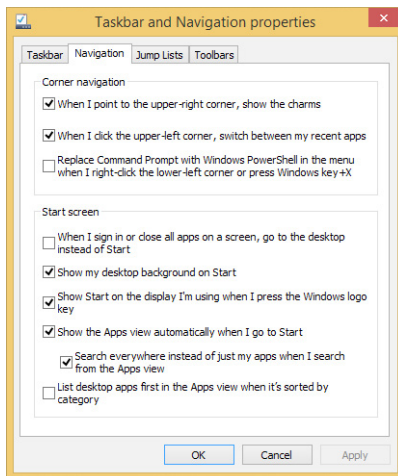 Taskbar and Navigation properties
Taskbar Navigation Jump Lists Toolbars
Corner navigation
When I point to the upper-right corner, show the charms
When I click the upper-left corner, switch between my recent apps
Replace Command Prompt with Windows PowerShell in the menu
when I right-click the lower-left corner or press Windows key+X
Start screen
When I sign in or close all apps on a screen, go to the desktop
instead of Start
Show my desktop background on Start
Show Start on the display I'm using when I press the Windows logo
key
Show the Apps view automatically when I go to Start
Search everywhere instead of just my apps when I search
from the Apps view
List desktop apps first in the Apps view when it's sorted by
category
OK Cancel Apply